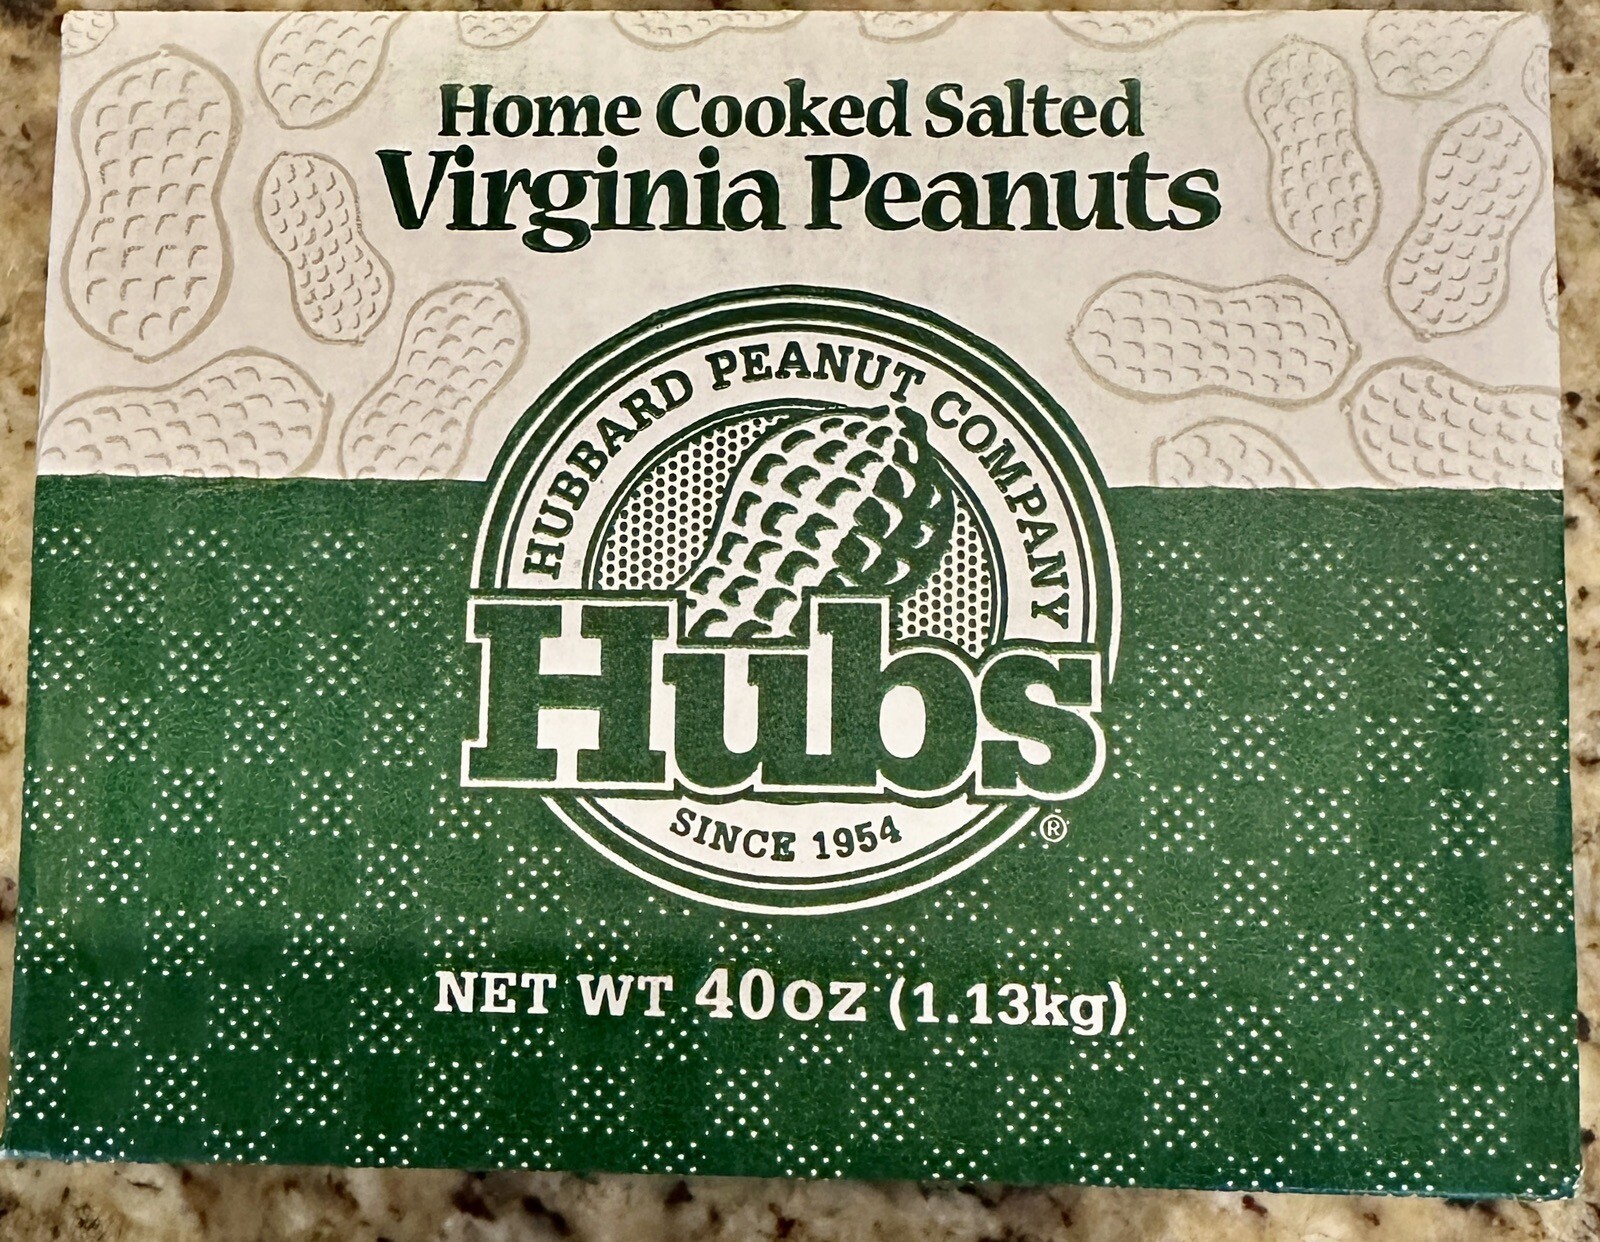 Home Cooked Salted
Virginia Peanuts
HUBBARD PEANUT COMPANY
Hubs
SINCE 1954
®
NET WT 40oz (1.13kg)